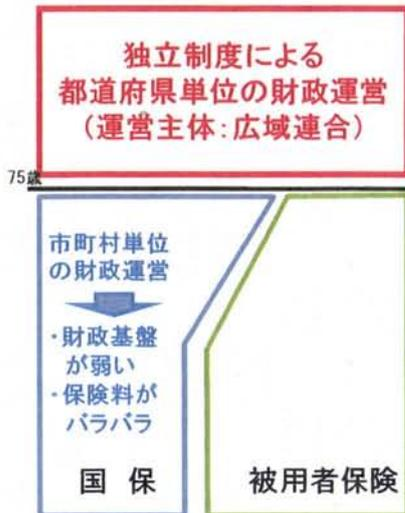 独立制度による
都道府県単位の財政運営
（運営主体：広域連合）
75歳
市町村単位
の財政運営
・財政基盤
が弱い
・保険料が
バラバラ
国 保
被用者保険